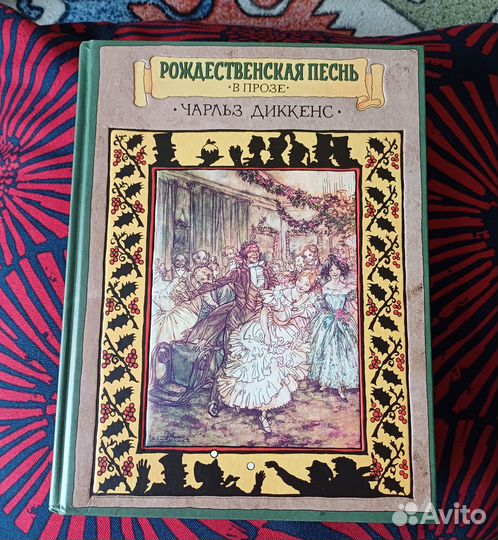 РОЖДЕСТВЕНСКАЯ ПЕСНЬ
· В ПРОЗЕ ·
· ЧАРЛЬЗ ДИККЕНС ·
Avito